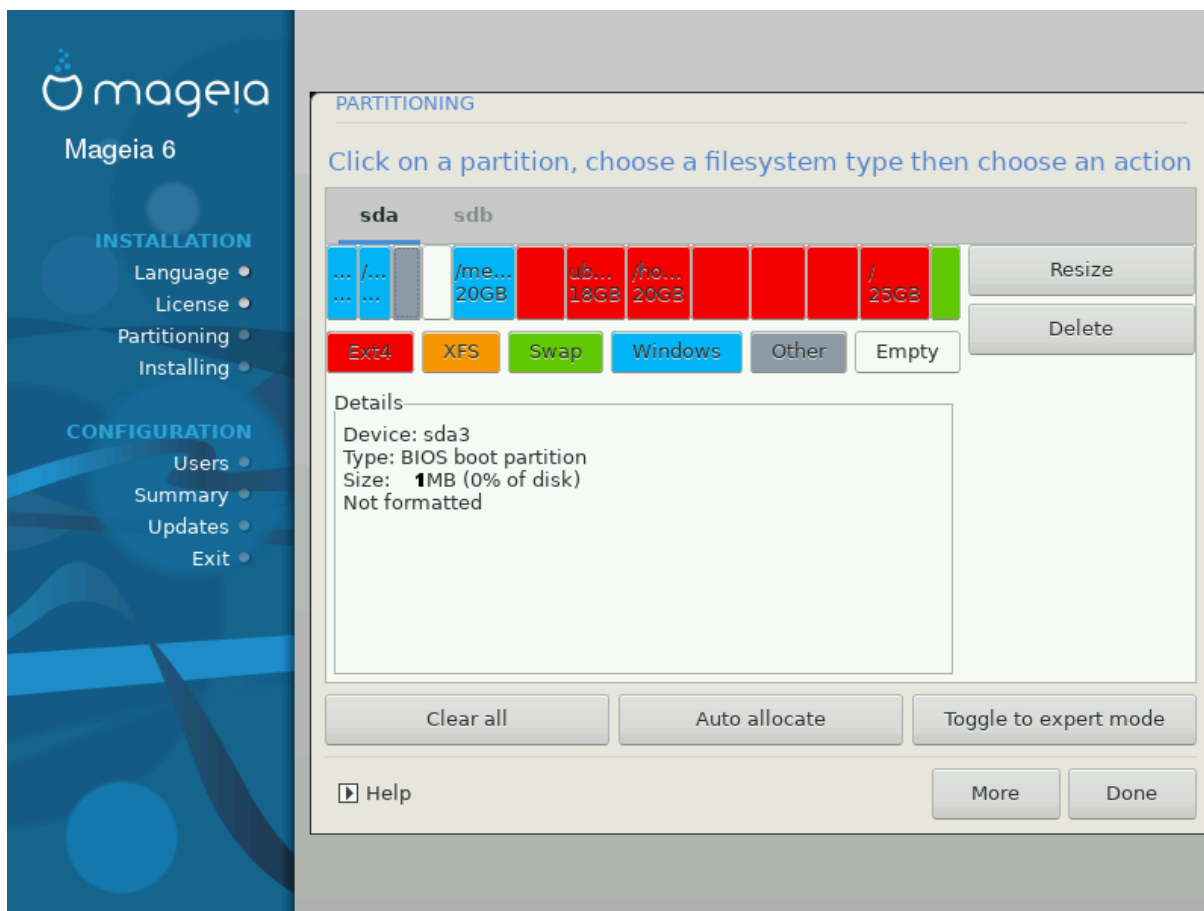 mageia
Mageia 6
INSTALLATION
Language
License
Partitioning
Installing
CONFIGURATION
Users
Summary
Updates
Exit
PARTITIONING
Click on a partition, choose a filesystem type then choose an action
sda sdb
... /... /me... ub... /ho... /
... ... 20GB 18GB 20GB 25GB
Resize
Delete
Ext4 XFS Swap Windows Other Empty
Details
Device: sda3
Type: BIOS boot partition
Size: 1MB (0% of disk)
Not formatted
Clear all Auto allocate Toggle to expert mode
Help More Done